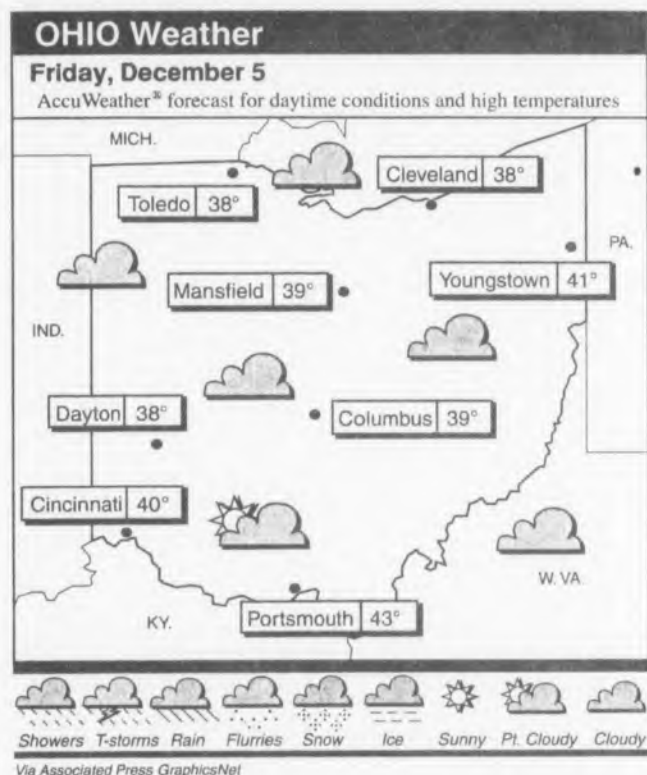 OHIO Weather
Friday, December 5
AccuWeather® forecast for daytime conditions and high temperatures
MICH.
Toledo 38°
Cleveland 38°
PA.
Mansfield 39°
Youngstown 41°
IND.
Dayton 38°
Columbus 39°
Cincinnati 40°
W. VA.
KY.
Portsmouth 43°
Showers T-storms Rain Flurries Snow Ice Sunny Pt. Cloudy Cloudy
Via Associated Press GraphicsNet